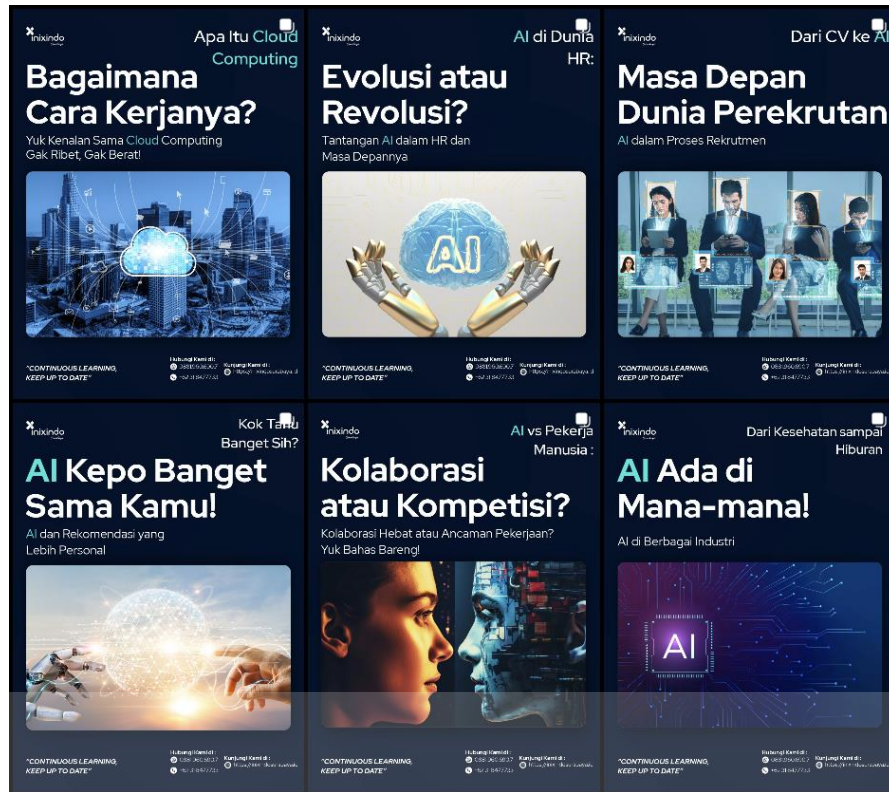 inixindo
Apa Itu Cloud
Computing
Bagaimana
Cara Kerjanya?
Yuk Kenalan Sama Cloud Computing
Gak Ribet, Gak Berat!
"CONTINUOUS LEARNING,
KEEP UP TO DATE"
Hubungi Kami di :
Kunjungi Kami di :
inixindo
AI di Dunia
HR:
Evolusi atau
Revolusi?
Tantangan AI dalam HR dan
Masa Depannya
AI
"CONTINUOUS LEARNING,
KEEP UP TO DATE"
Hubungi Kami di :
Kunjungi Kami di :
inixindo
Dari CV ke AI
Masa Depan
Dunia Perekrutan
AI dalam Proses Rekrutmen
"CONTINUOUS LEARNING,
KEEP UP TO DATE"
Hubungi Kami di :
Kunjungi Kami di :
inixindo
Kok Tahu
Banget Sih?
AI Kepo Banget
Sama Kamu!
AI dan Rekomendasi yang
Lebih Personal
"CONTINUOUS LEARNING,
KEEP UP TO DATE"
Hubungi Kami di :
Kunjungi Kami di :
inixindo
AI vs Pekerja
Manusia :
Kolaborasi
atau Kompetisi?
Kolaborasi Hebat atau Ancaman Pekerjaan?
Yuk Bahas Bareng!
"CONTINUOUS LEARNING,
KEEP UP TO DATE"
Hubungi Kami di :
Kunjungi Kami di :
inixindo
Dari Kesehatan sampai
Hiburan
AI Ada di
Mana-mana!
AI di Berbagai Industri
AI
"CONTINUOUS LEARNING,
KEEP UP TO DATE"
Hubungi Kami di :
Kunjungi Kami di :